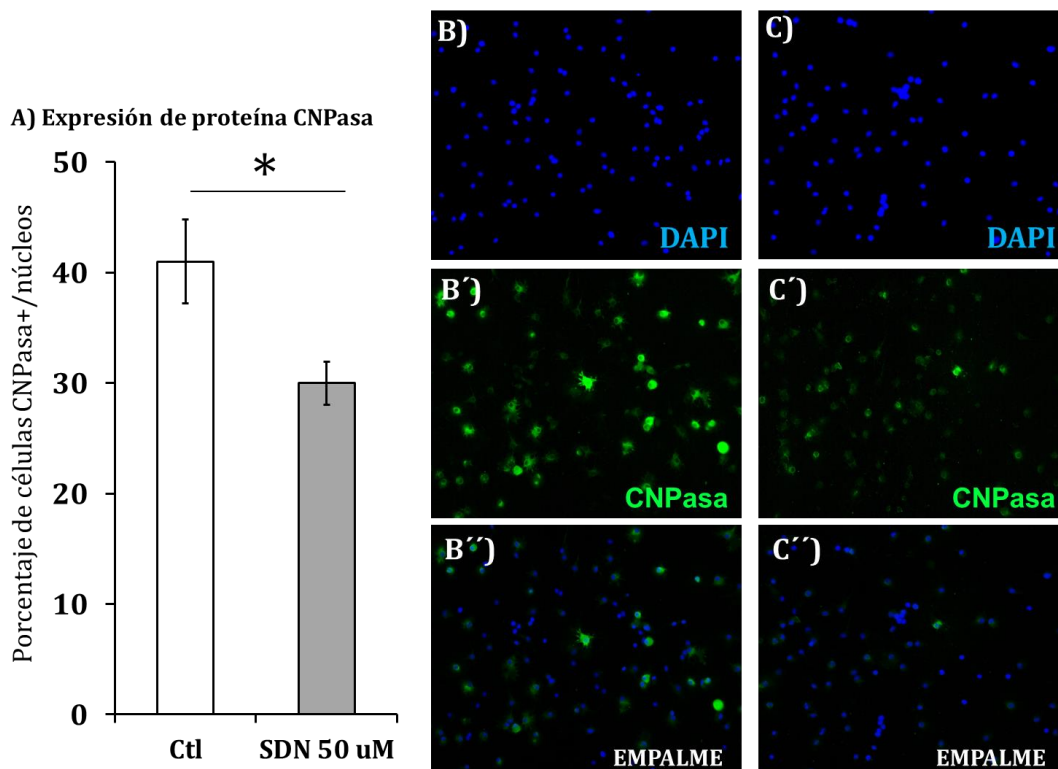 A) Expresión de proteína CNPasa
Porcentaje de células CNPasa+/núcleos
50
40
30
20
10
0
*
Ctl
SDN 50 uM
B)
DAPI
C)
DAPI
B´)
CNPasa
C´)
CNPasa
B´´)
EMPALME
C´´)
EMPALME